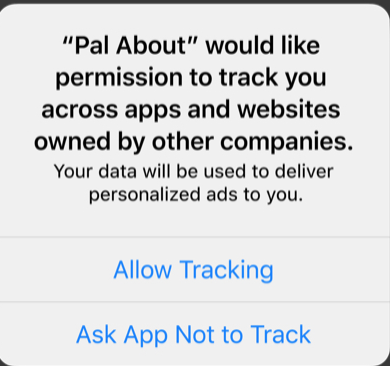 “Pal About” would like
permission to track you
across apps and websites
owned by other companies.
Your data will be used to deliver
personalized ads to you.
Allow Tracking
Ask App Not to Track